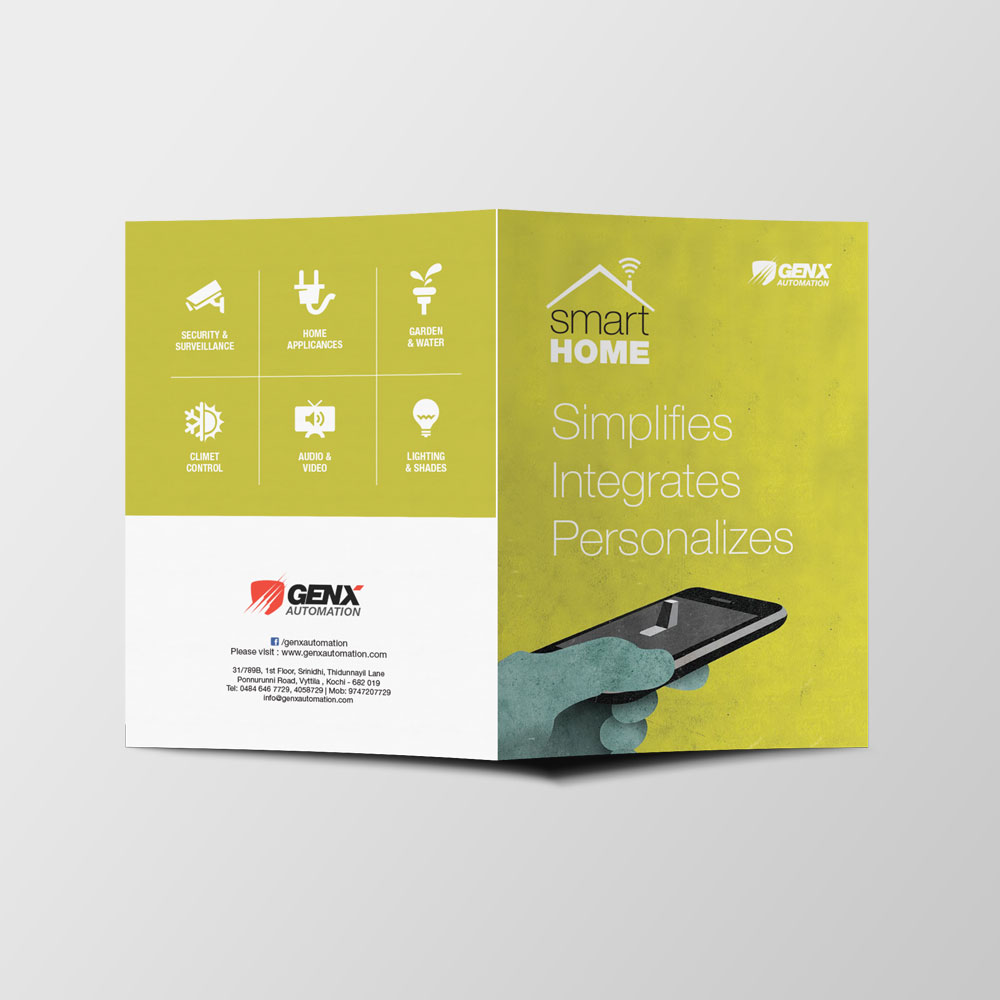 SECURITY &
SURVEILLANCE
HOME
APPLICANCES
GARDEN
& WATER
CLIMET
CONTROL
AUDIO &
VIDEO
LIGHTING
& SHADES
GENX
AUTOMATION
f /genxautomation
Please visit : www.genxautomation.com
31/789B, 1st Floor, Srinidhi, Thidunnayil Lane
Ponnurunni Road, Vyttila , Kochi - 682 019
Tel: 0484 646 7729, 4058729 | Mob: 9747207729
info@genxautomation.com
smart
HOME
GENX
AUTOMATION
Simplifies
Integrates
Personalizes